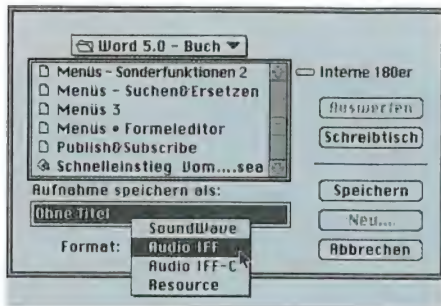 Word 5.0 - Buch
Menüs - Sonderfunktionen 2
Menüs - Suchen&Ersetzen
Menüs 3
Menüs • Formeleditor
Publish&Subscribe
Schnelleinstieg Vom....sea
Interne 180er
Auswerfen
Schreibtisch
Aufnahme speichern als:
Ohne Titel
Format:
SoundWave
Audio IFF
Audio IFF-C
Resource
Speichern
Neu....
Abbrechen